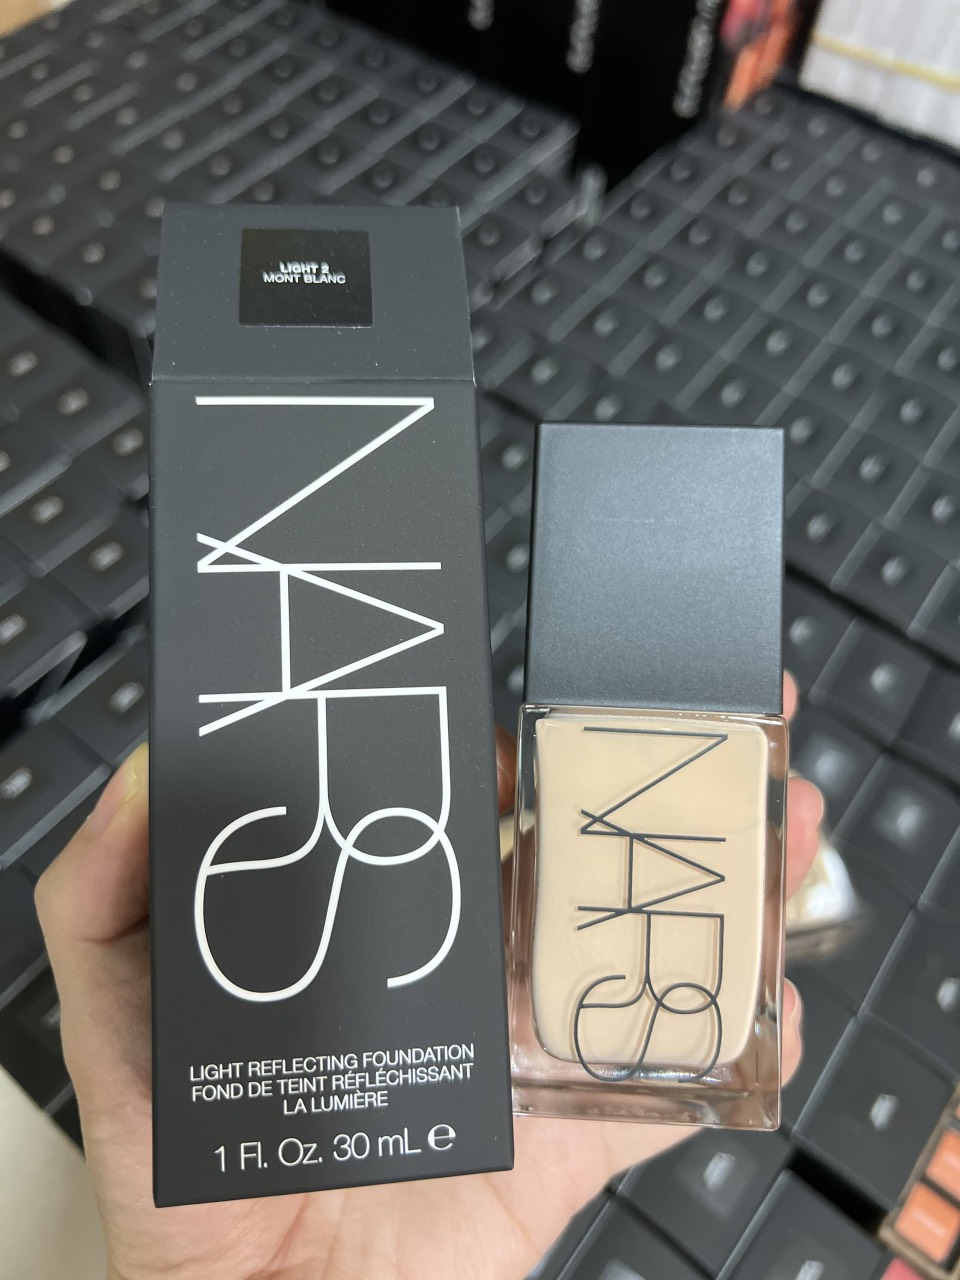 LIGHT 2
MONT BLANC
NARS
LIGHT REFLECTING FOUNDATION
FOND DE TEINT RÉFLÉCHISSANT
LA LUMIÈRE
1 Fl. Oz. 30 mL ℮
NARS